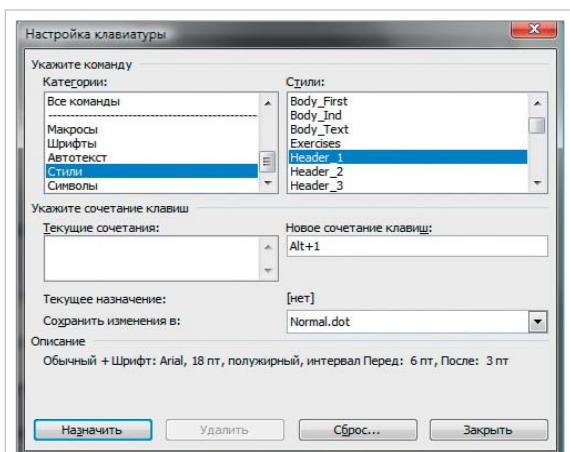 Настройка клавиатуры
Укажите команду
Категории:
Все команды
Макросы
Шрифты
Автотекст
Стили
Символы
Стили:
Body_First
Body_Ind
Body_Text
Exercises
Header_1
Header_2
Header_3
Укажите сочетание клавиш
Текущие сочетания:
Новое сочетание клавиш:
Alt+1
Текущее назначение:
[нет]
Сохранить изменения в:
Normal.dot
Описание
Обычный + Шрифт: Arial, 18 пт, полужирный, интервал Перед: 6 пт, После: 3 пт
Назначить
Удалить
Сброс...
Закрыть